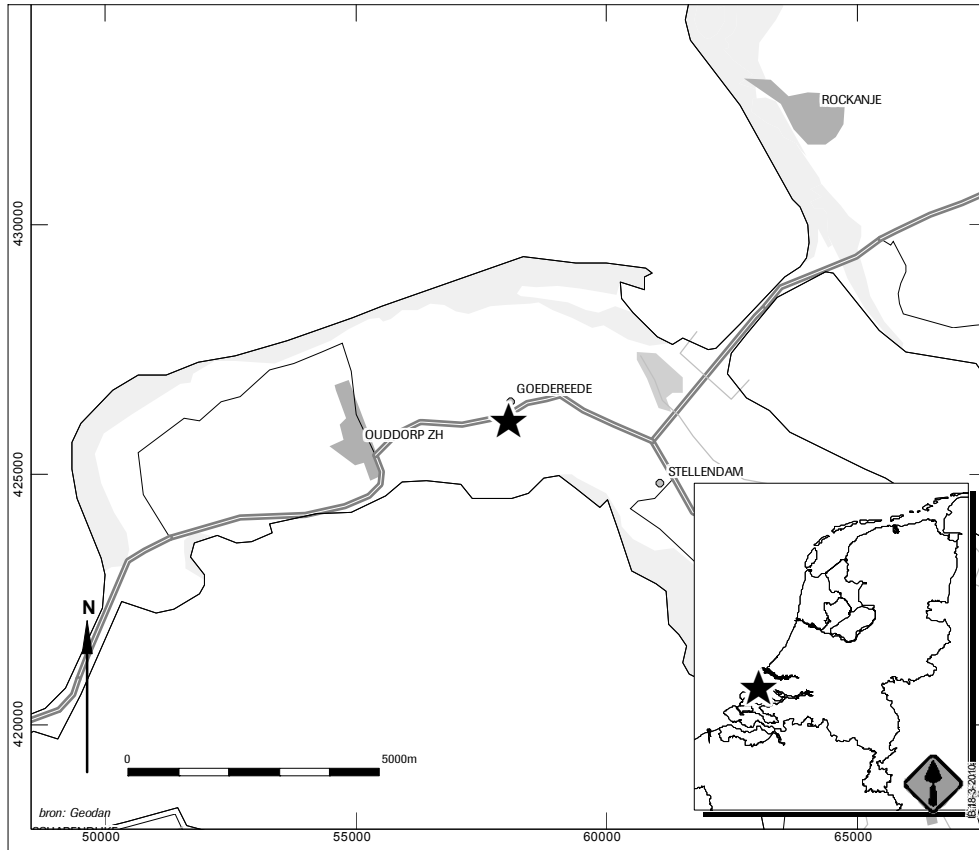 ROCKANJE
430000
GOEDEREEDE
OUDDORP ZH
STELLENDAM
425000
N
420000
0 5000m
bron: Geodan
50000 55000 60000 65000